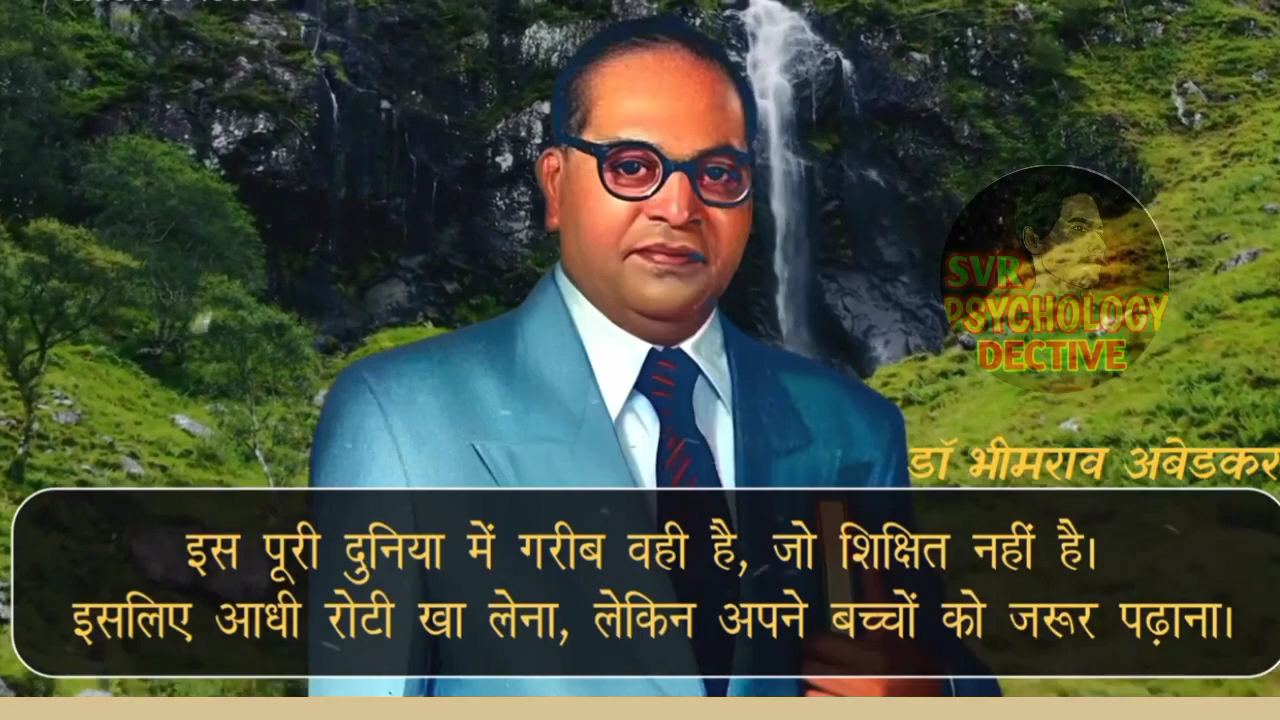 SVR
PSYCHOLOGY
DECTIVE
डॉ भीमराव अबेडकर
इस पूरी दुनिया में गरीब वही है, जो शिक्षित नहीं है।
इसलिए आधी रोटी खा लेना, लेकिन अपने बच्चों को जरूर पढ़ाना।